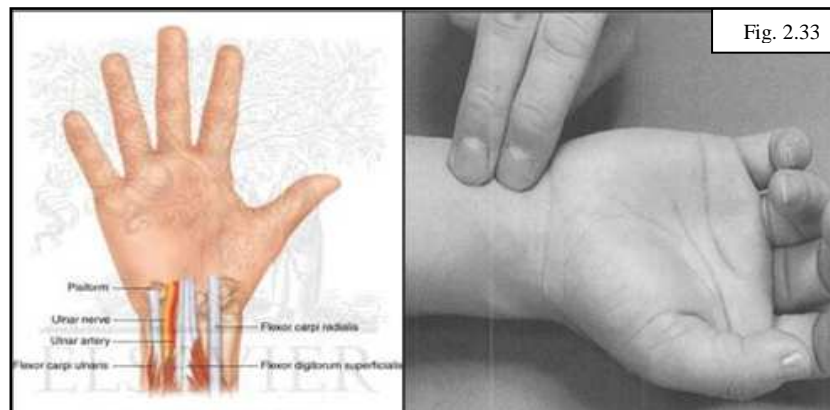 Fig. 2.33
Pisiform
Ulnar nerve
Ulnar artery
Flexor carpi ulnaris
Flexor carpi radialis
Flexor digitorum superficialis
ELSEVIER